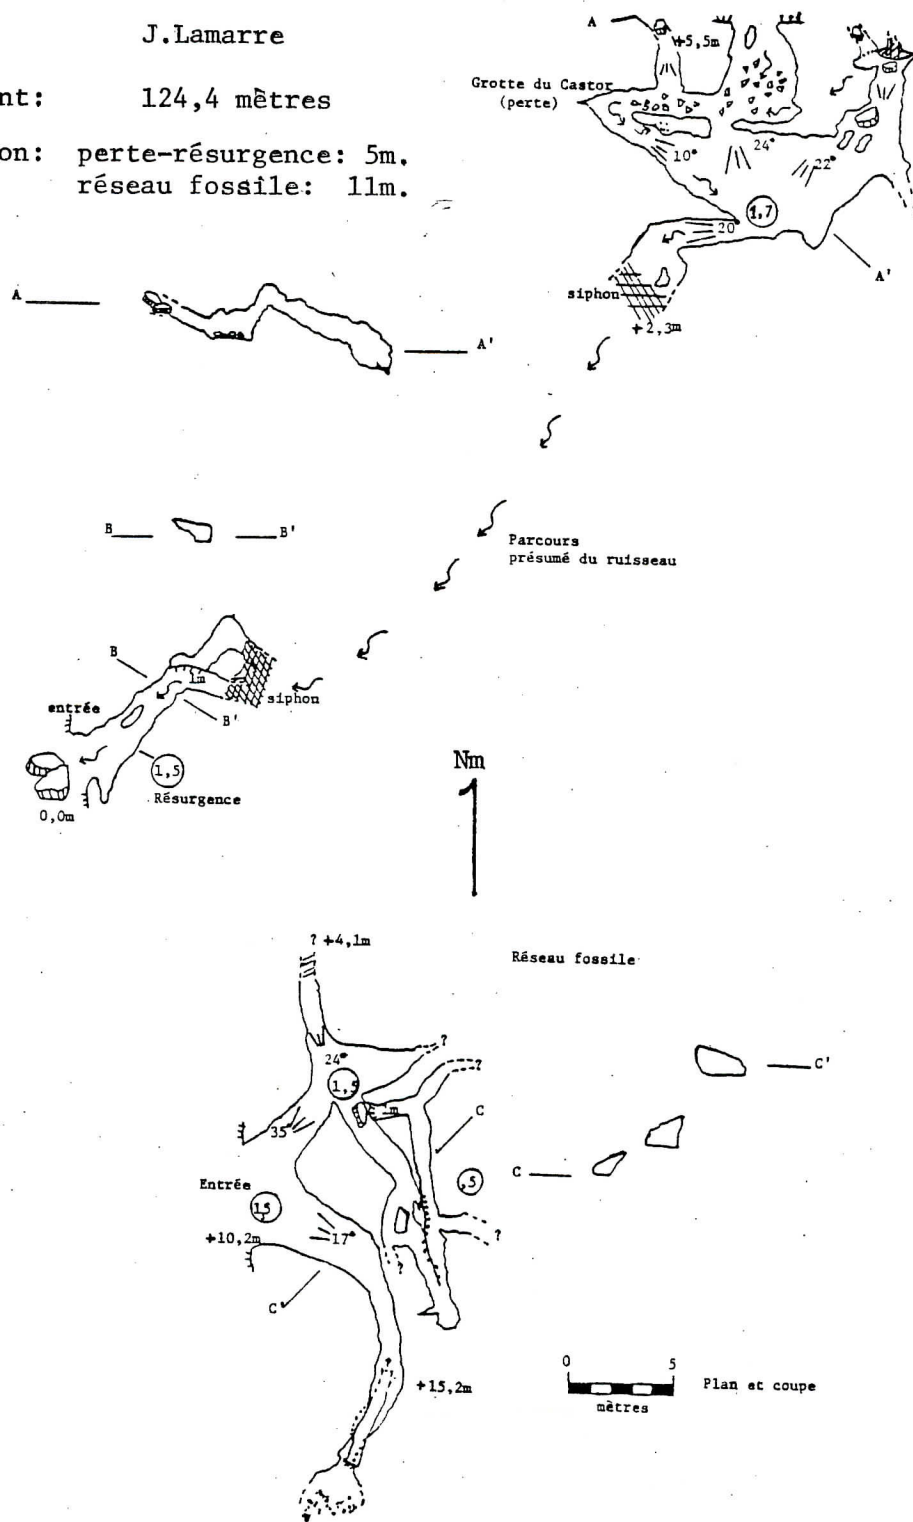 J.Lamarre
nt: 124,4 mètres
on: perte-résurgence: 5m.
réseau fossile: 11m.
A
+5,5m
Grotte du Castor
(perte)
10°
24°
22°
1,7
20
A'
siphon
+2,3m
A
A'
B
B'
Parcours
présumé du ruisseau
B
1m
siphon
B'
entrée
1,5
Résurgence
0,0m
Nm
? +4,1m
Réseau fossile
?
24°
?
1,5
1m
C'
C
35°
C
,5
Entrée
15
+10,2m
17°
?
?
C'
?
+15,2m
0 5
mètres
Plan et coupe